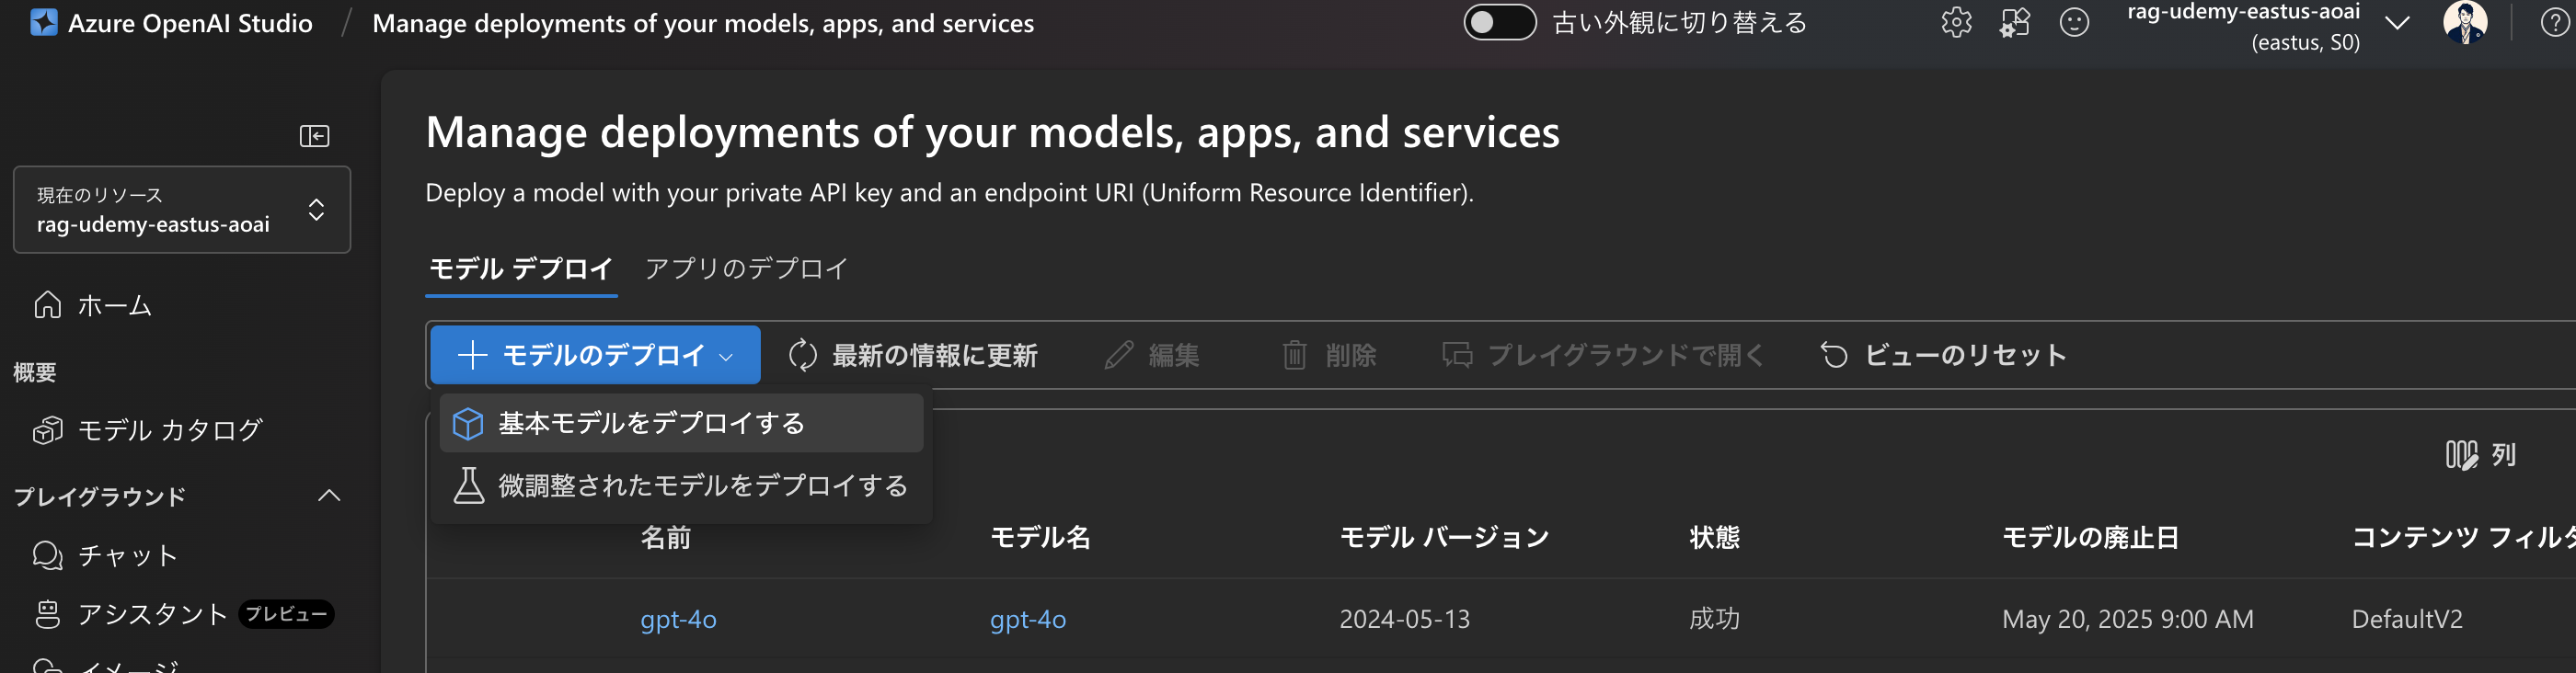 Azure OpenAI Studio / Manage deployments of your models, apps, and services
古い外観に切り替える
rag-udemy-eastus-aoai
(eastus, S0)
現在のリソース
rag-udemy-eastus-aoai
ホーム
概要
モデル カタログ
プレイグラウンド
チャット
アシスタント プレビュー
イメージ
Manage deployments of your models, apps, and services
Deploy a model with your private API key and an endpoint URI (Uniform Resource Identifier).
モデル デプロイ アプリのデプロイ
モデルのデプロイ 最新の情報に更新 編集 削除 プレイグラウンドで開く ビューのリセット
基本モデルをデプロイする
微調整されたモデルをデプロイする
列
名前 モデル名 モデル バージョン 状態 モデルの廃止日 コンテンツ フィルタ
gpt-4o gpt-4o 2024-05-13 成功 May 20, 2025 9:00 AM DefaultV2